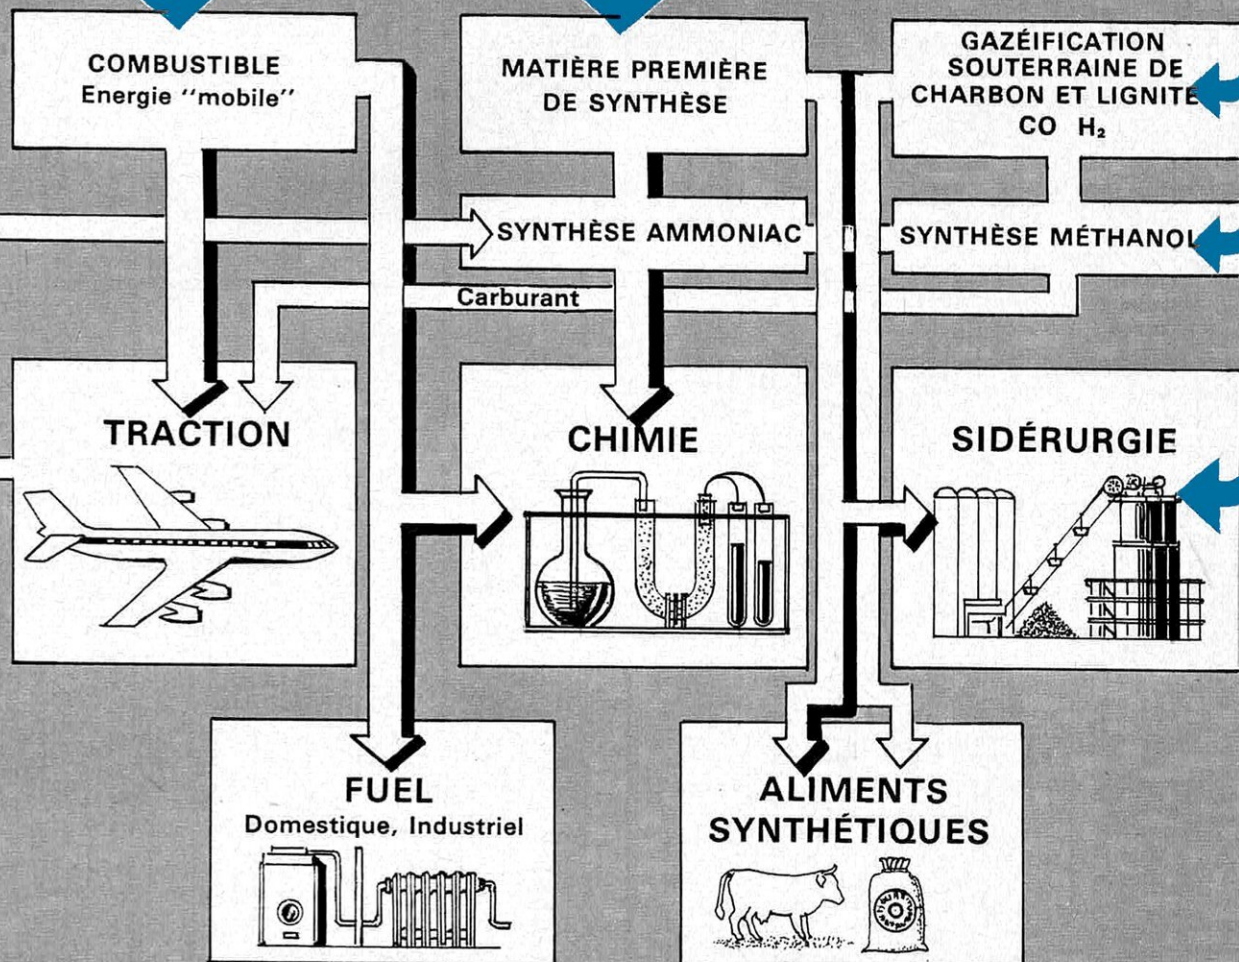 COMBUSTIBLE
Energie "mobile"
MATIÈRE PREMIÈRE
DE SYNTHÈSE
GAZÉIFICATION
SOUTERRAINE DE
CHARBON ET LIGNITE
CO H₂
SYNTHÈSE AMMONIAC
SYNTHÈSE MÉTHANOL
Carburant
TRACTION
CHIMIE
SIDÉRURGIE
FUEL
Domestique, Industriel
ALIMENTS
SYNTHÉTIQUES